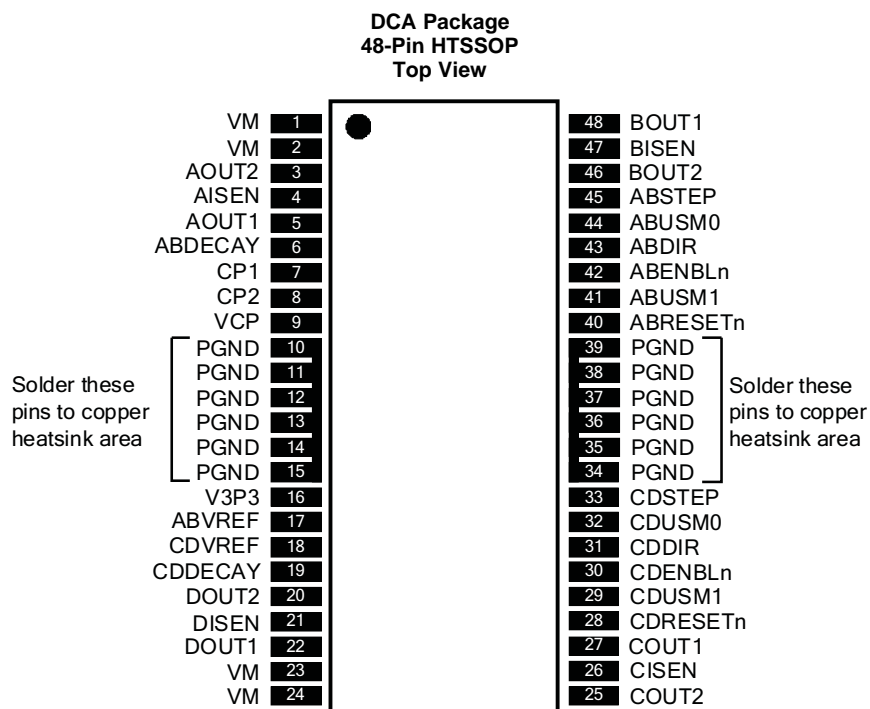 DCA Package
48-Pin HTSSOP
Top View
VM 1 48 BOUT1
VM 2 47 BISEN
AOUT2 3 46 BOUT2
AISEN 4 45 ABSTEP
AOUT1 5 44 ABUSM0
ABDECAY 6 43 ABDIR
CP1 7 42 ABENBLn
CP2 8 41 ABUSM1
VCP 9 40 ABRESETn
PGND 10 39 PGND
PGND 11 38 PGND
PGND 12 37 PGND
PGND 13 36 PGND
PGND 14 35 PGND
PGND 15 34 PGND
Solder these
pins to copper
heatsink area
Solder these
pins to copper
heatsink area
V3P3 16 33 CDSTEP
ABVREF 17 32 CDUSM0
CDVREF 18 31 CDDIR
CDDECAY 19 30 CDENBLn
DOUT2 20 29 CDUSM1
DISEN 21 28 CDRESETn
DOUT1 22 27 COUT1
VM 23 26 CISEN
VM 24 25 COUT2